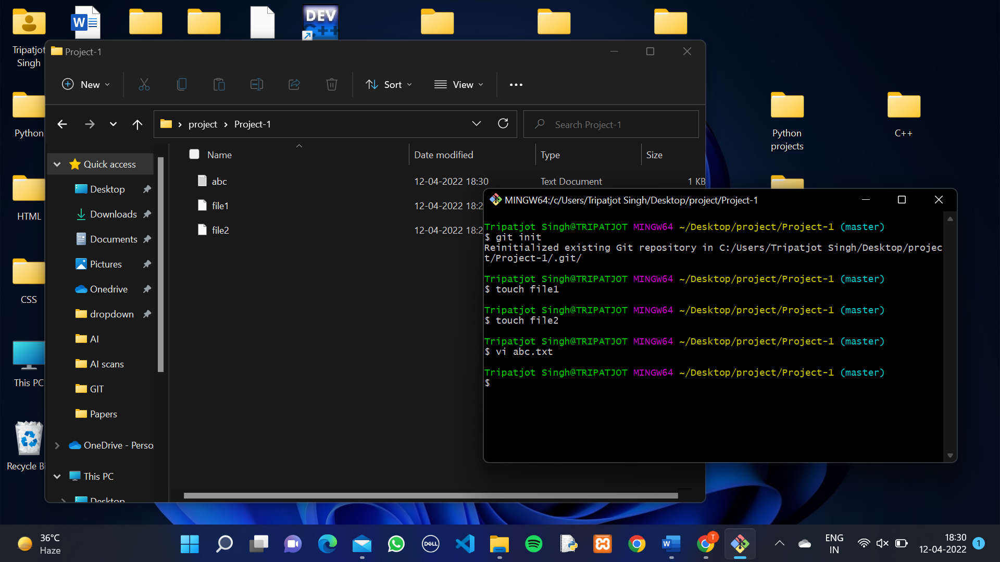 Tripatjot
Singh
Python
HTML
CSS
This PC
Recycle Bi
W
DEV
C++
Python
projects
C++
Project-1
New
Sort
View
project
Project-1
Search Project-1
Quick access
Desktop
Downloads
Documents
Pictures
Onedrive
dropdown
AI
AI scans
GIT
Papers
OneDrive - Perso
This PC
Desktop
Name Date modified Type Size
abc 12-04-2022 18:30 Text Document 1 KB
file1 12-04-2022 18:2
file2 12-04-2022 18:2
MINGW64:/c/Users/Tripatjot Singh/Desktop/project/Project-1
Tripatjot Singh@TRIPATJOT MINGW64 ~/Desktop/project/Project-1 (master)
$ git init
Reinitialized existing Git repository in C:/Users/Tripatjot Singh/Desktop/projec
t/Project-1/.git/
Tripatjot Singh@TRIPATJOT MINGW64 ~/Desktop/project/Project-1 (master)
$ touch file1
Tripatjot Singh@TRIPATJOT MINGW64 ~/Desktop/project/Project-1 (master)
$ touch file2
Tripatjot Singh@TRIPATJOT MINGW64 ~/Desktop/project/Project-1 (master)
$ vi abc.txt
Tripatjot Singh@TRIPATJOT MINGW64 ~/Desktop/project/Project-1 (master)
$
36°C
Haze
DELL
W
T
ENG
IN
18:30
12-04-2022
1